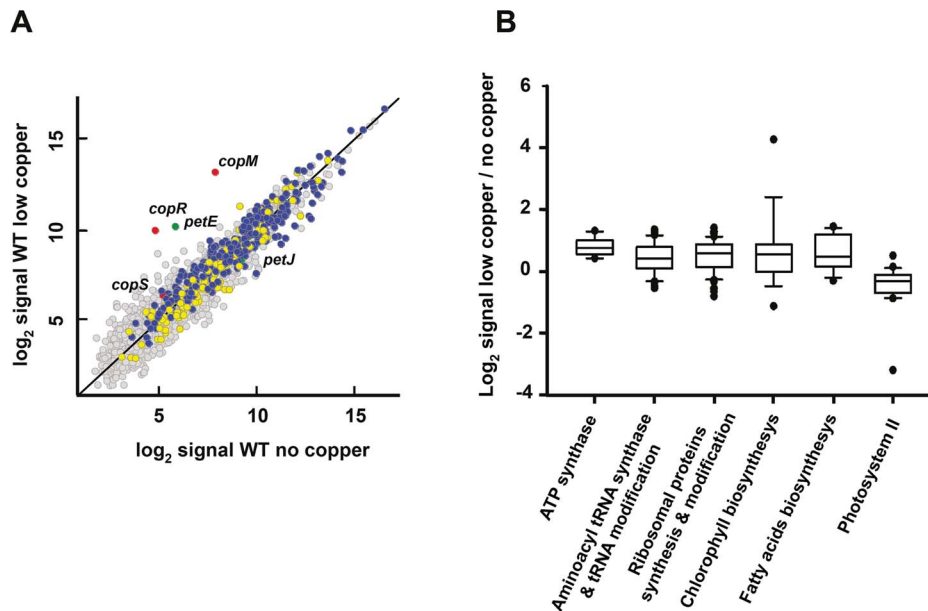 A
B
log₂ signal WT low copper
15
10
5
copM
copR
petE
petJ
copS
5
10
15
log₂ signal WT no copper
Log₂ signal low copper / no copper
6
4
2
0
-2
-4
ATP synthase
Aminoacyl tRNA synthase
& tRNA modification
Ribosomal proteins
synthesis & modification
Chlorophyll biosynthesys
Fatty acids biosynthesys
Photosystem II